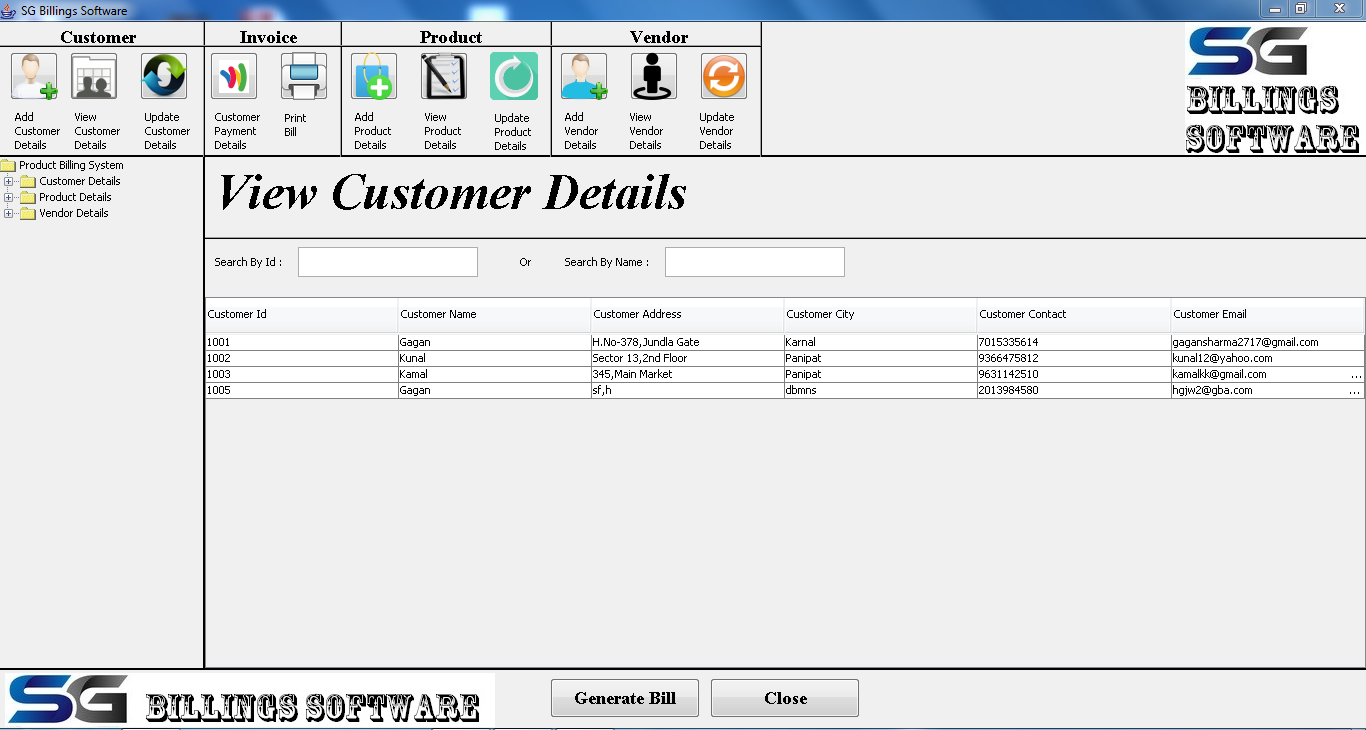 SG Billings Software
Customer Invoice Product Vendor
Add Customer Details
View Customer Details
Update Customer Details
Customer Payment Details
Print Bill
Add Product Details
View Product Details
Update Product Details
Add Vendor Details
View Vendor Details
Update Vendor Details
SG
BILLINGS
SOFTWARE
Product Billing System
Customer Details
Product Details
Vendor Details
View Customer Details
Search By Id : Or Search By Name :
Customer Id Customer Name Customer Address Customer City Customer Contact Customer Email
1001 Gagan H.No-378,Jundla Gate Karnal 7015335614 gagansharma2717@gmail.com
1002 Kunal Sector 13,2nd Floor Panipat 9366475812 kunal12@yahoo.com
1003 Kamal 345,Main Market Panipat 9631142510 kamalkk@gmail.com ...
1005 Gagan sf,h dbmns 2013984580 hgjw2@gba.com ...
SG BILLINGS SOFTWARE
Generate Bill Close